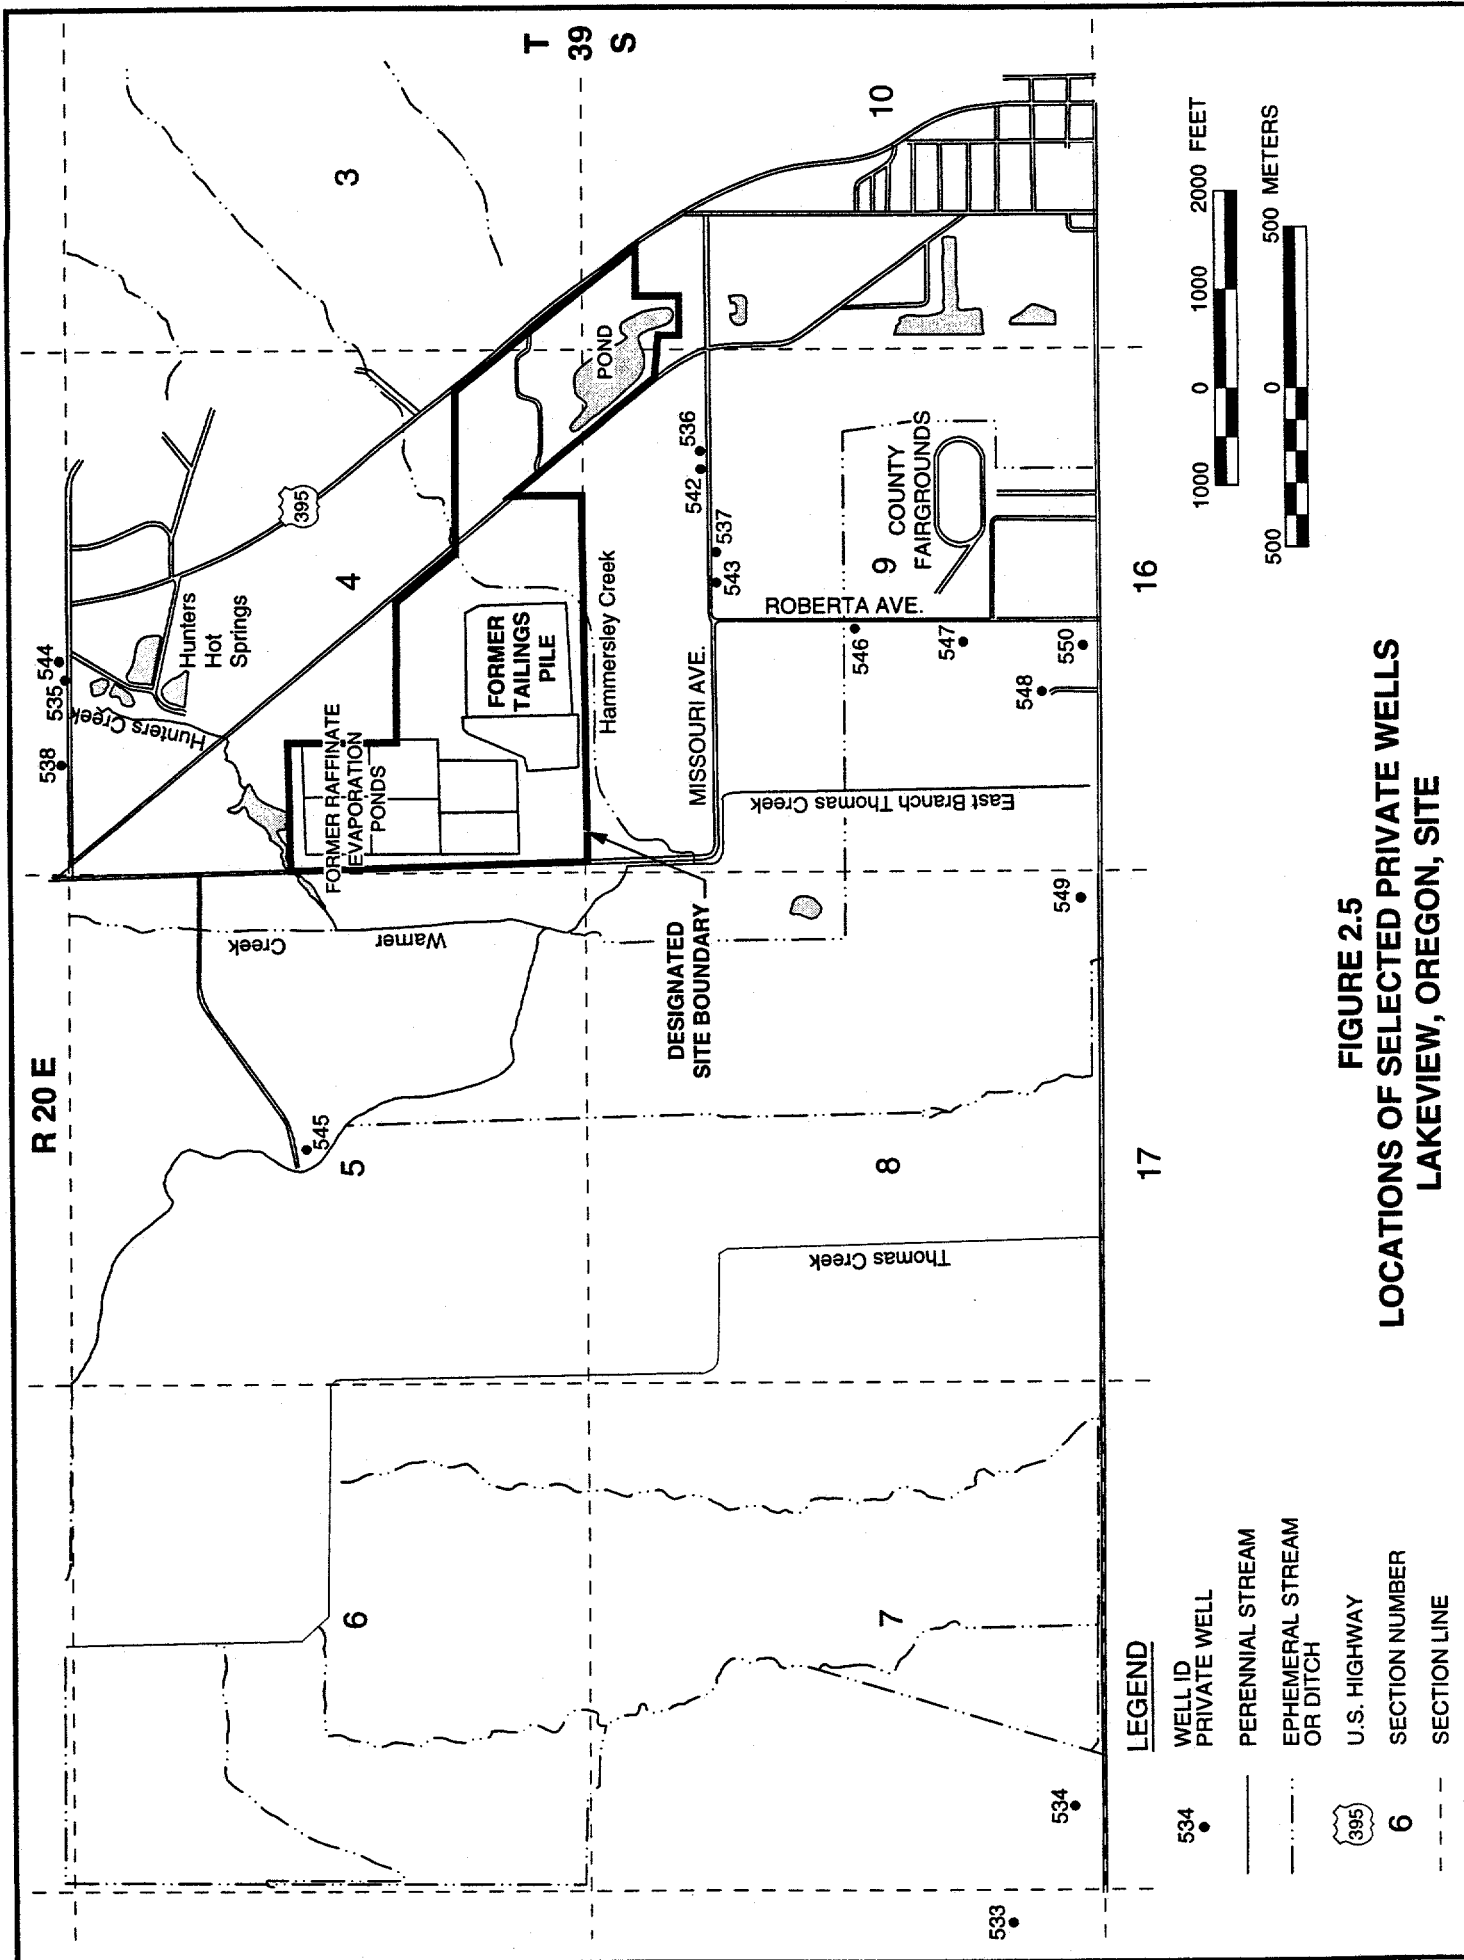 R 20 E
T
39
S
538
535
544
Hunters Creek
Hunters
Hot
Springs
395
3
4
5
6
545
Creek
Warner
FORMER RAFFINATE
EVAPORATION
PONDS
FORMER
TAILINGS
PILE
POND
Hammersley Creek
DESIGNATED
SITE BOUNDARY
MISSOURI AVE.
543
537
542
536
ROBERTA AVE.
7
8
9
COUNTY
FAIRGROUNDS
10
Thomas Creek
East Branch Thomas Creek
546
547
548
550
549
534
533
17
16
LEGEND
534
WELL ID
PRIVATE WELL
PERENNIAL STREAM
EPHEMERAL STREAM
OR DITCH
395
U.S. HIGHWAY
6
SECTION NUMBER
SECTION LINE
1000
0
1000
2000 FEET
500
0
500 METERS
FIGURE 2.5
LOCATIONS OF SELECTED PRIVATE WELLS
LAKEVIEW, OREGON, SITE